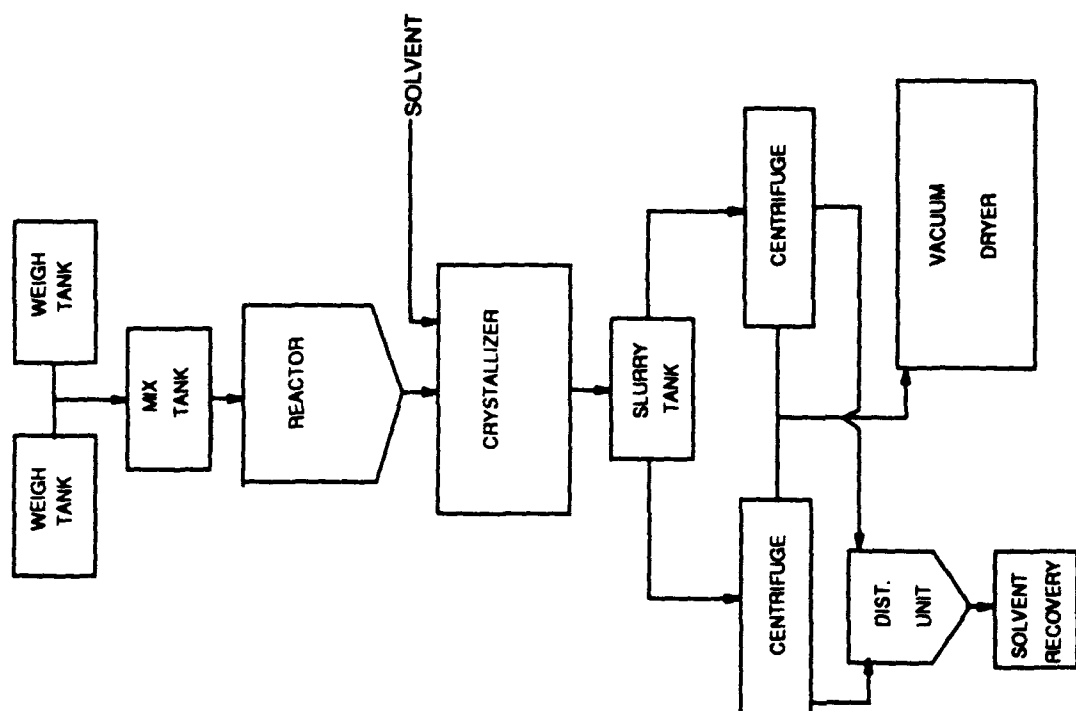 WEIGH
TANK
WEIGH
TANK
MIX
TANK
REACTOR
SOLVENT
CRYSTALLIZER
SLURRY
TANK
CENTRIFUGE
CENTRIFUGE
VACUUM
DRYER
DIST.
UNIT
SOLVENT
RECOVERY